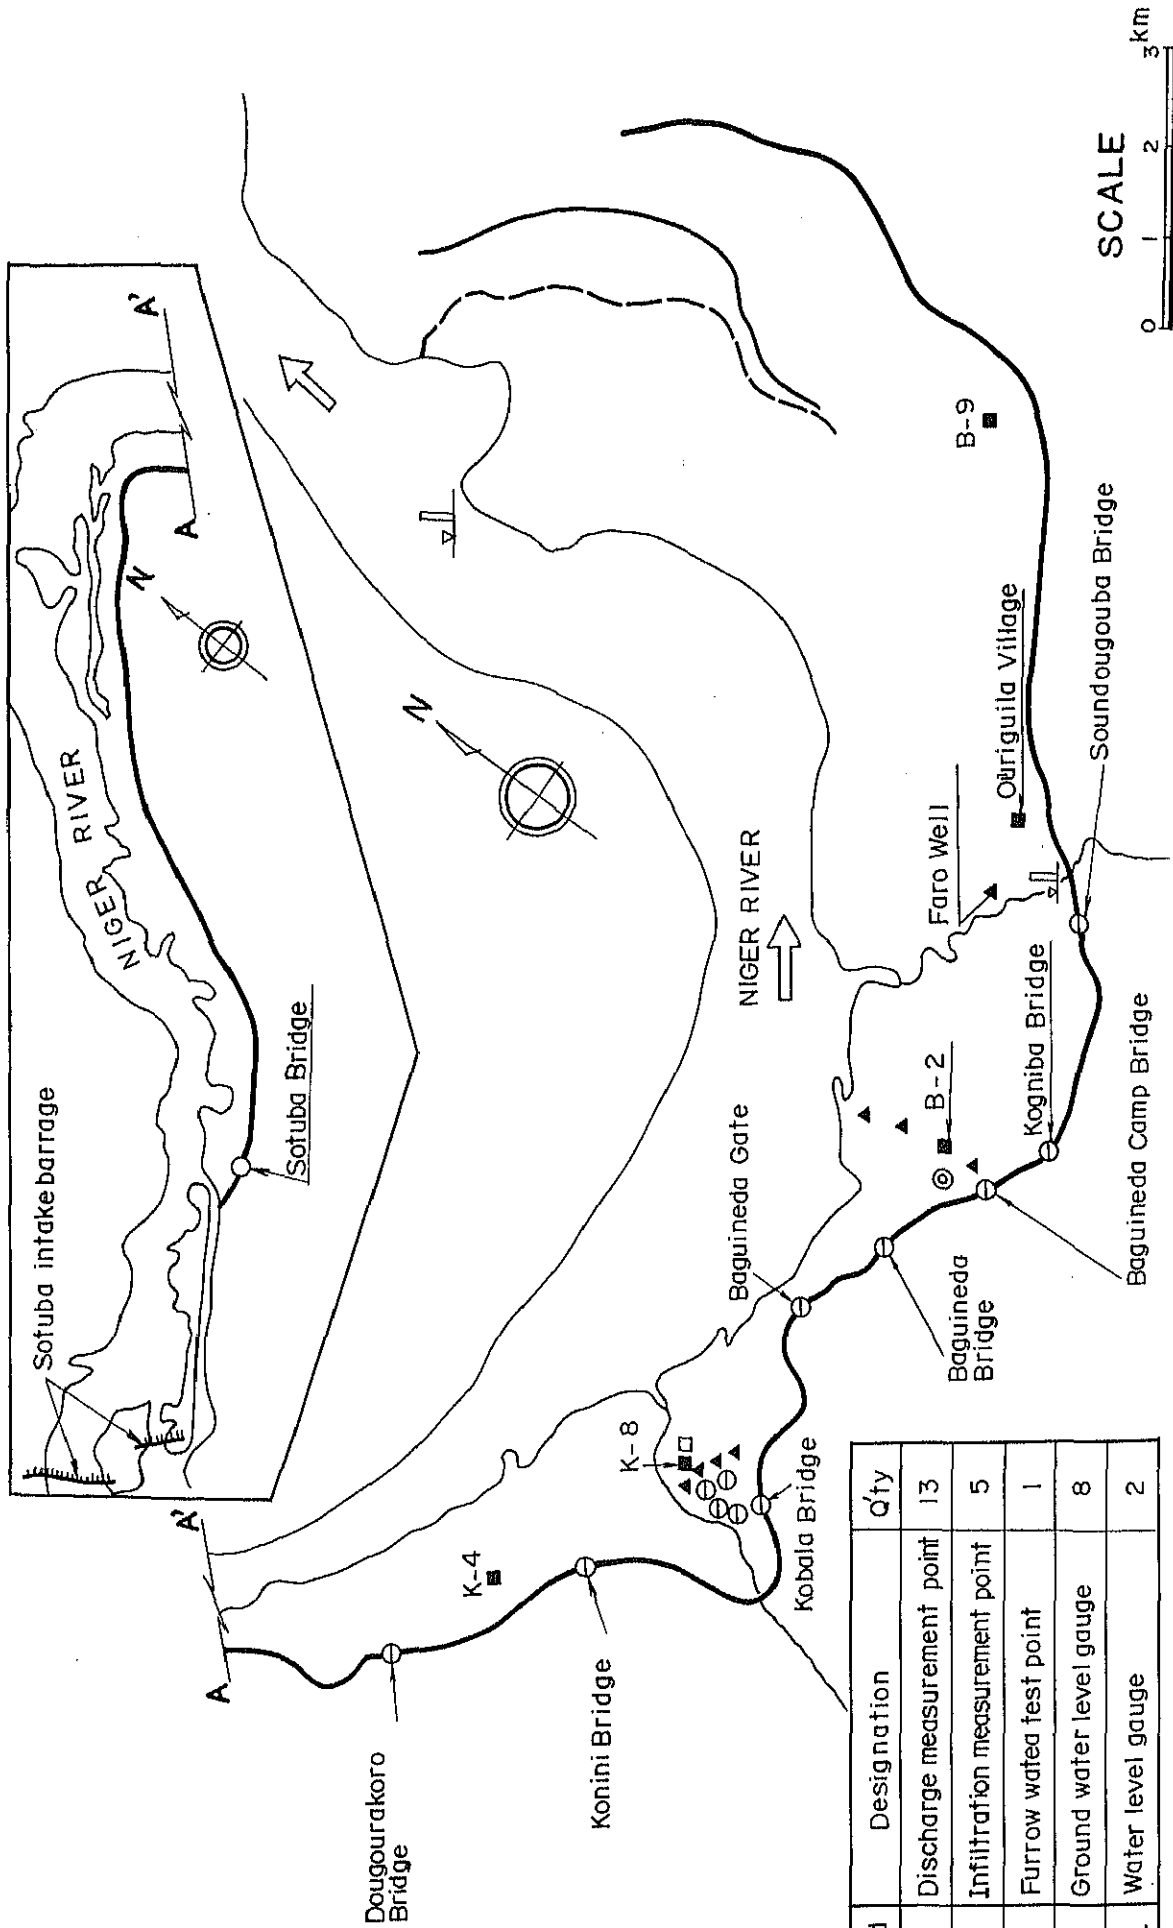 Sotuba intakebarrage
NIGER RIVER
Sotuba Bridge
N
A
A'
A
A'
N
NIGER RIVER
Dougourakoro
Bridge
Konini Bridge
K-4
K-8
Kobala Bridge
Baguineda Gate
Baguineda
Bridge
B-2
Baguineda Camp Bridge
Kogniba Bridge
Faro Well
Ouriguila Village
Soundougouba Bridge
B-9
SCALE
0 1 2 3 km
Designation Q'ty
Discharge measurement point 13
Infiltration measurement point 5
Furrow watea test point 1
Ground water level gauge 8
Water level gauge 2